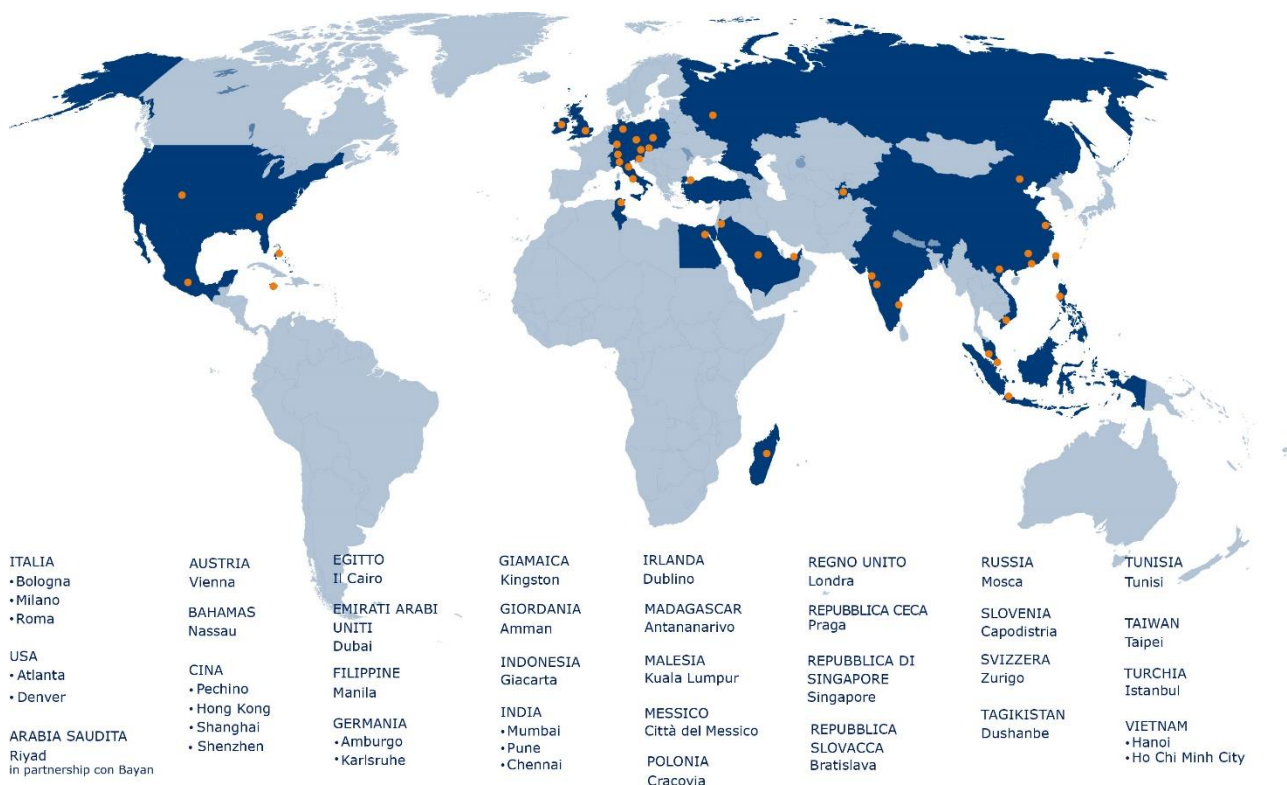 ITALIA
• Bologna
• Milano
• Roma
USA
• Atlanta
• Denver
ARABIA SAUDITA
Riyad
in partnership con Bayan
AUSTRIA
Vienna
BAHAMAS
Nassau
CINA
• Pechino
• Hong Kong
• Shanghai
• Shenzhen
EGITTO
Il Cairo
EMIRATI ARABI
UNITI
Dubai
FILIPPINE
Manila
GERMANIA
• Amburgo
• Karlsruhe
GIAMAICA
Kingston
GIORDANIA
Amman
INDONESIA
Giacarta
INDIA
• Mumbai
• Pune
• Chennai
IRLANDA
Dublino
MADAGASCAR
Antananarivo
MALESIA
Kuala Lumpur
MESSICO
Città del Messico
POLONIA
Cracovia
REGNO UNITO
Londra
REPUBBLICA CECA
Praga
REPUBBLICA DI
SINGAPORE
Singapore
REPUBBLICA
SLOVACCA
Bratislava
RUSSIA
Mosca
SLOVENIA
Capodistria
SVIZZERA
Zurigo
TAGIKISTAN
Dushanbe
TUNISIA
Tunisi
TAIWAN
Taipei
TURCHIA
Istanbul
VIETNAM
• Hanoi
• Ho Chi Minh City